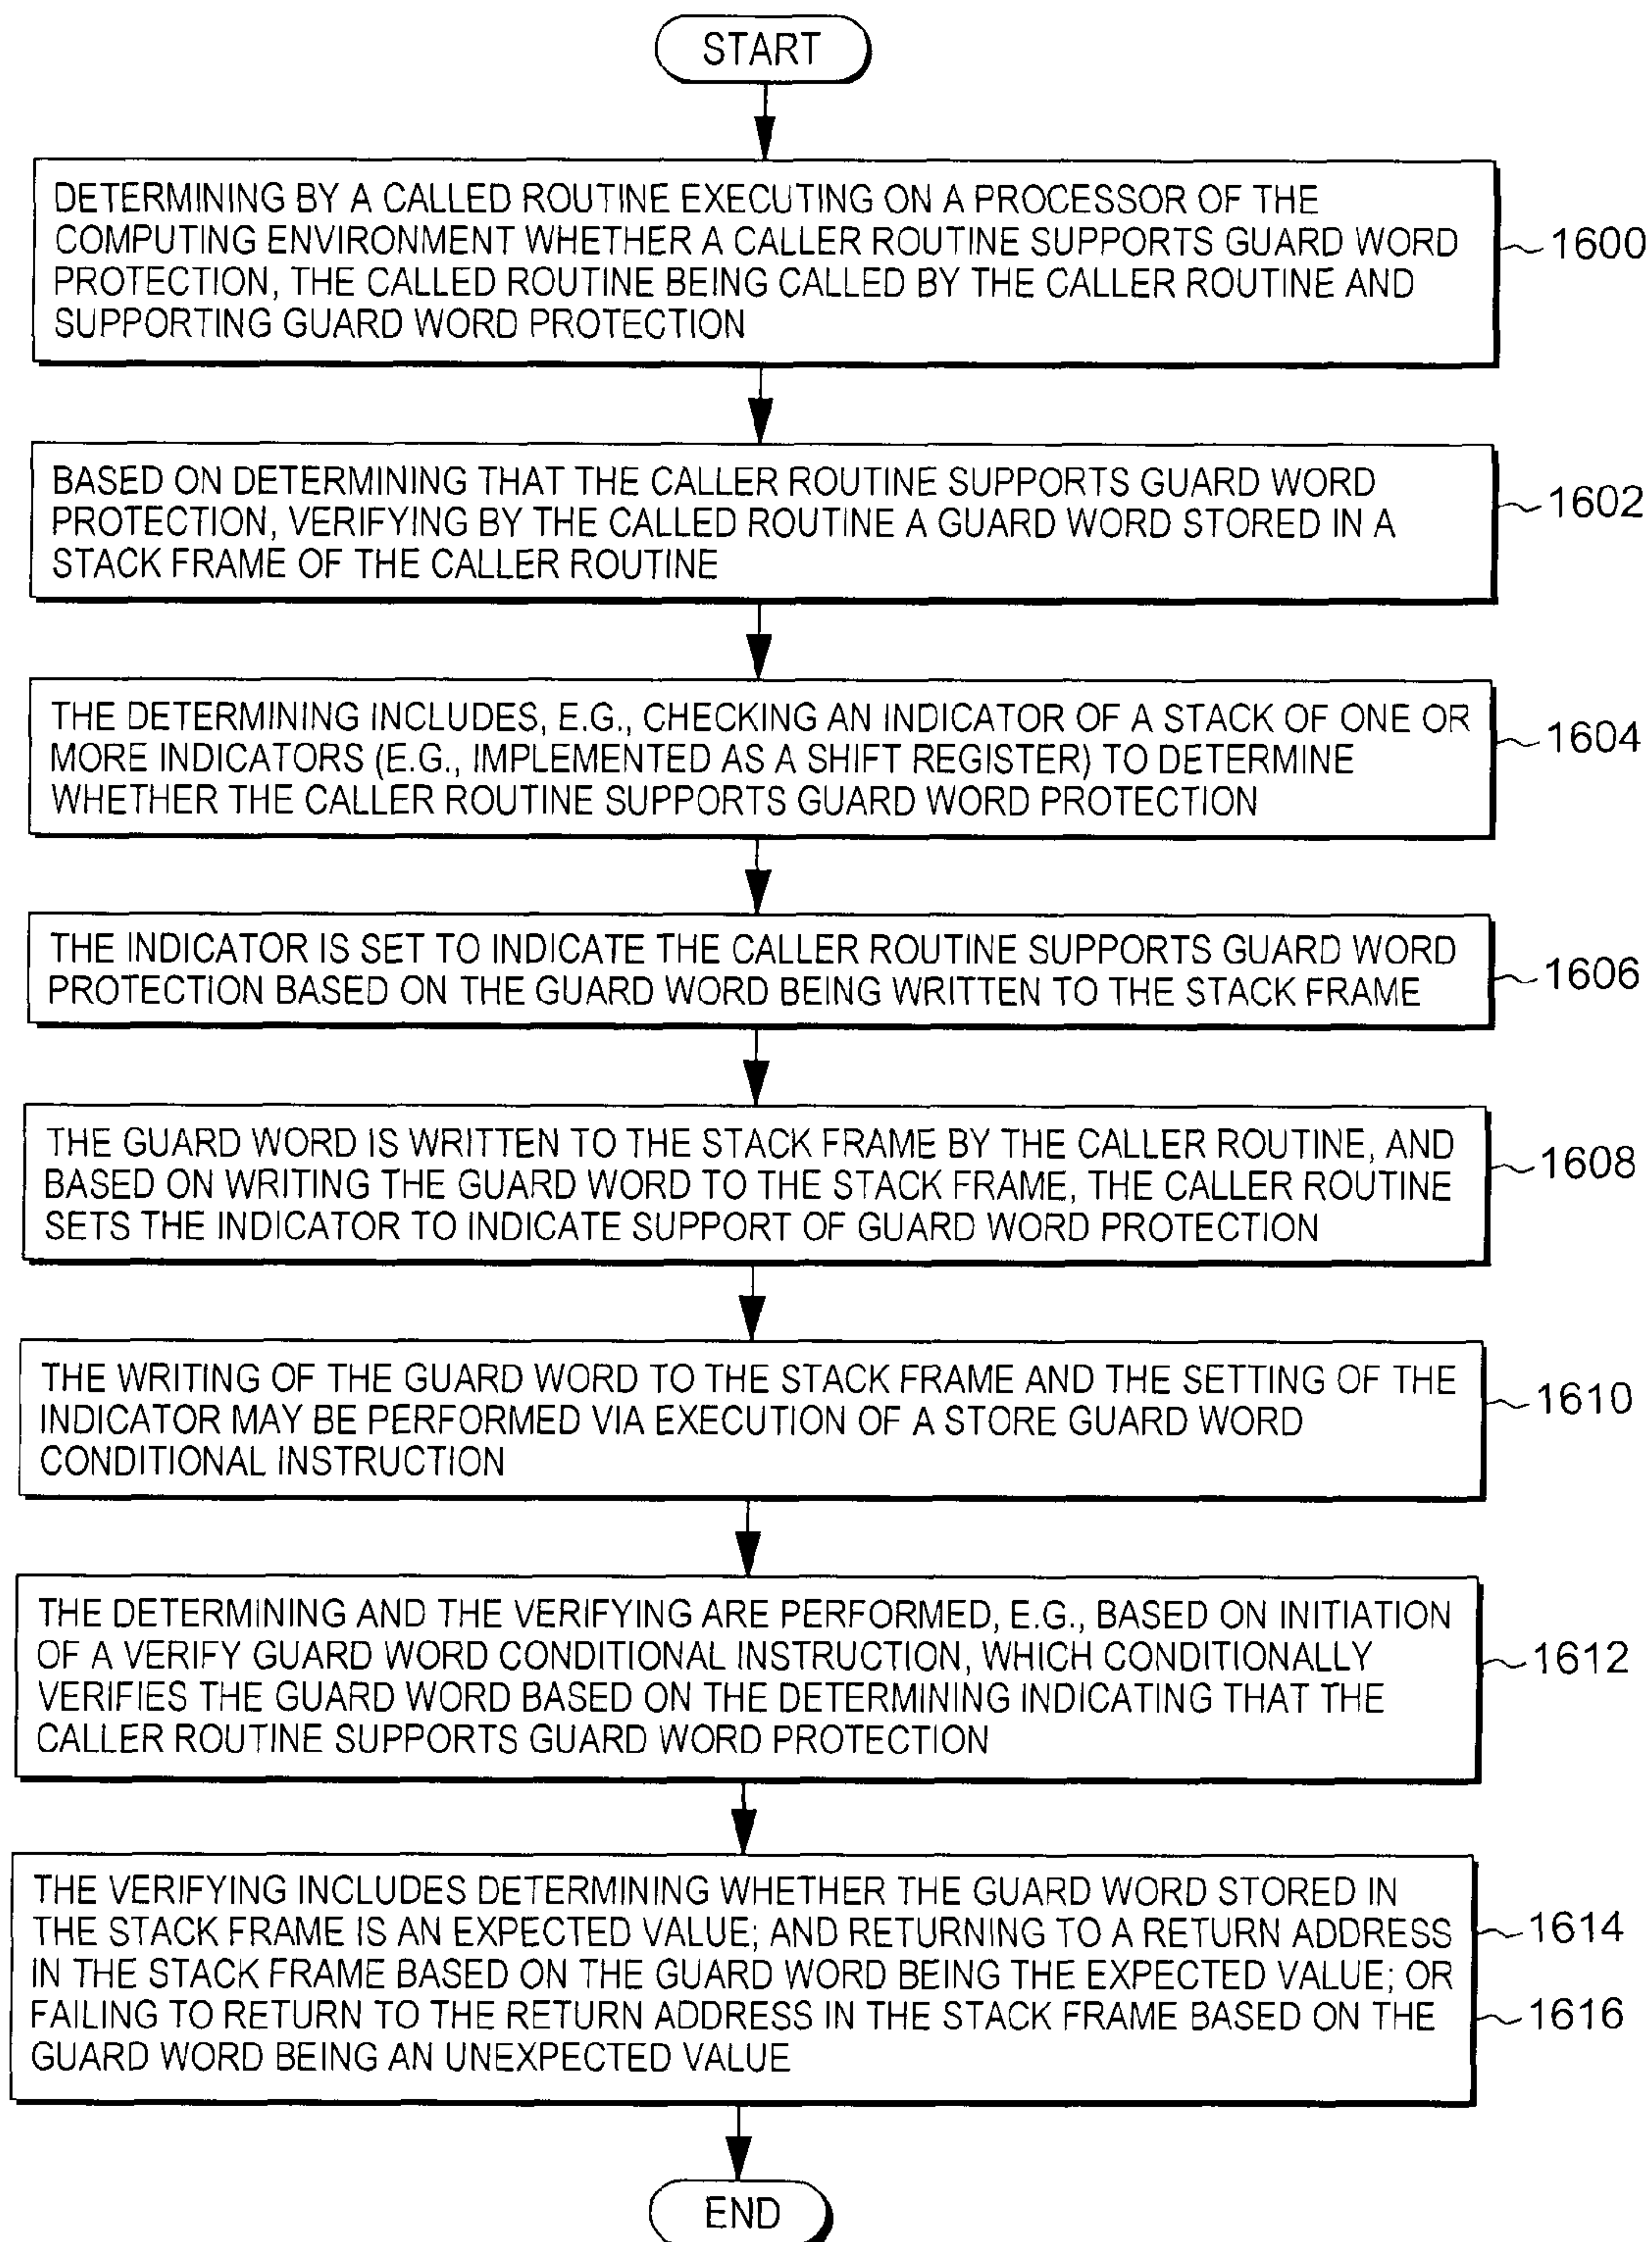 START
DETERMINING BY A CALLED ROUTINE EXECUTING ON A PROCESSOR OF THE
COMPUTING ENVIRONMENT WHETHER A CALLER ROUTINE SUPPORTS GUARD WORD
PROTECTION, THE CALLED ROUTINE BEING CALLED BY THE CALLER ROUTINE AND
SUPPORTING GUARD WORD PROTECTION
1600
BASED ON DETERMINING THAT THE CALLER ROUTINE SUPPORTS GUARD WORD
PROTECTION, VERIFYING BY THE CALLED ROUTINE A GUARD WORD STORED IN A
STACK FRAME OF THE CALLER ROUTINE
1602
THE DETERMINING INCLUDES, E.G., CHECKING AN INDICATOR OF A STACK OF ONE OR
MORE INDICATORS (E.G., IMPLEMENTED AS A SHIFT REGISTER) TO DETERMINE
WHETHER THE CALLER ROUTINE SUPPORTS GUARD WORD PROTECTION
1604
THE INDICATOR IS SET TO INDICATE THE CALLER ROUTINE SUPPORTS GUARD WORD
PROTECTION BASED ON THE GUARD WORD BEING WRITTEN TO THE STACK FRAME
1606
THE GUARD WORD IS WRITTEN TO THE STACK FRAME BY THE CALLER ROUTINE, AND
BASED ON WRITING THE GUARD WORD TO THE STACK FRAME, THE CALLER ROUTINE
SETS THE INDICATOR TO INDICATE SUPPORT OF GUARD WORD PROTECTION
1608
THE WRITING OF THE GUARD WORD TO THE STACK FRAME AND THE SETTING OF THE
INDICATOR MAY BE PERFORMED VIA EXECUTION OF A STORE GUARD WORD
CONDITIONAL INSTRUCTION
1610
THE DETERMINING AND THE VERIFYING ARE PERFORMED, E.G., BASED ON INITIATION
OF A VERIFY GUARD WORD CONDITIONAL INSTRUCTION, WHICH CONDITIONALLY
VERIFIES THE GUARD WORD BASED ON THE DETERMINING INDICATING THAT THE
CALLER ROUTINE SUPPORTS GUARD WORD PROTECTION
1612
THE VERIFYING INCLUDES DETERMINING WHETHER THE GUARD WORD STORED IN
THE STACK FRAME IS AN EXPECTED VALUE; AND RETURNING TO A RETURN ADDRESS
IN THE STACK FRAME BASED ON THE GUARD WORD BEING THE EXPECTED VALUE; OR
FAILING TO RETURN TO THE RETURN ADDRESS IN THE STACK FRAME BASED ON THE
GUARD WORD BEING AN UNEXPECTED VALUE
1614
1616
END